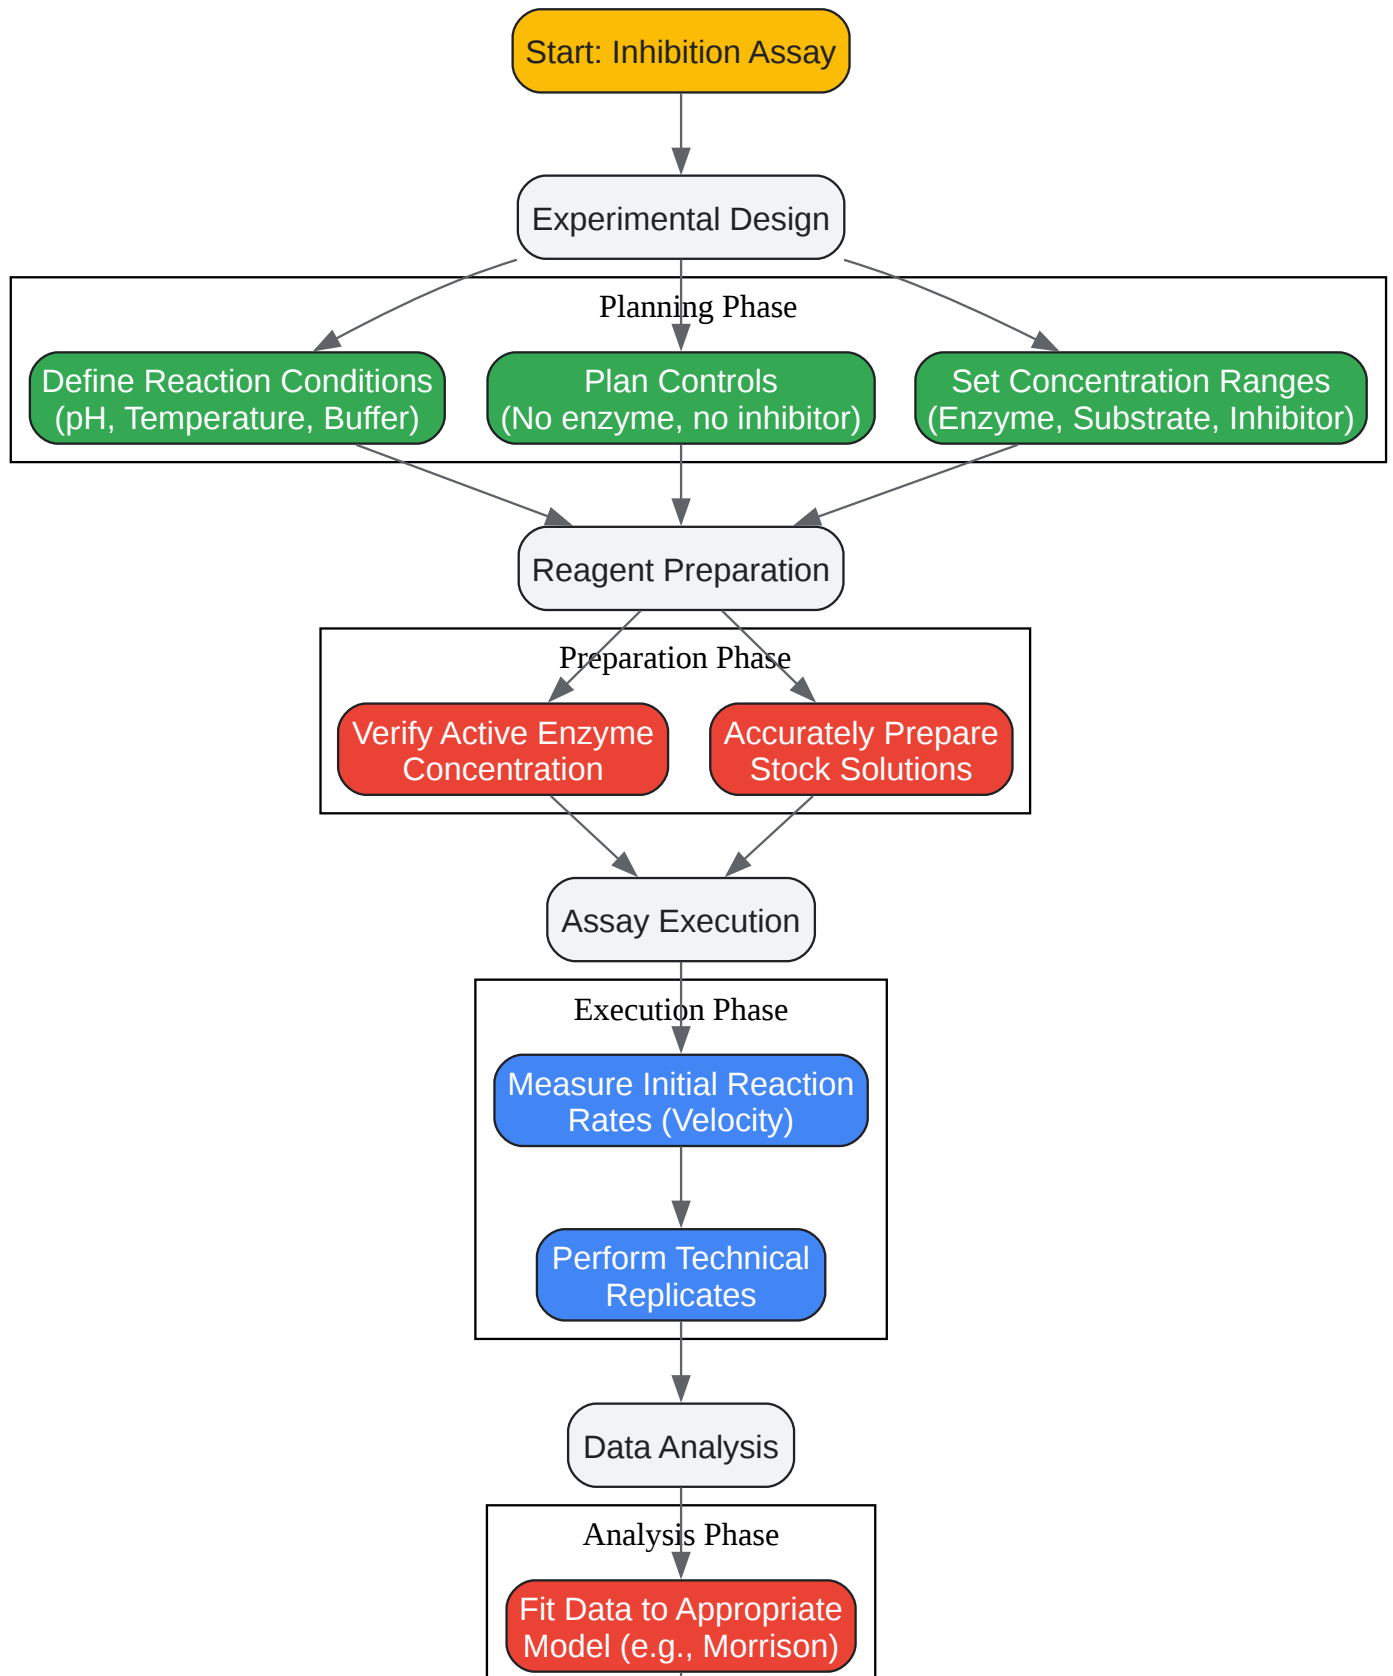 Start: Inhibition Assay
Experimental Design
Planning Phase
Define Reaction Conditions
(pH, Temperature, Buffer)
Plan Controls
(No enzyme, no inhibitor)
Set Concentration Ranges
(Enzyme, Substrate, Inhibitor)
Reagent Preparation
Preparation Phase
Verify Active Enzyme
Concentration
Accurately Prepare
Stock Solutions
Assay Execution
Execution Phase
Measure Initial Reaction
Rates (Velocity)
Perform Technical
Replicates
Data Analysis
Analysis Phase
Fit Data to Appropriate
Model (e.g., Morrison)